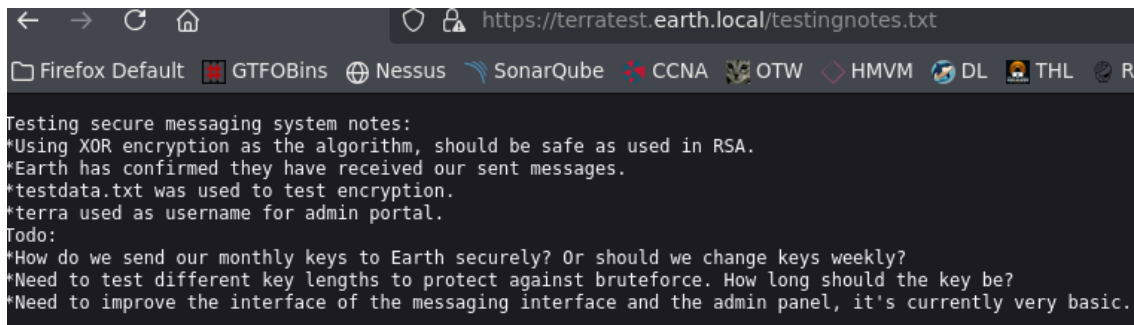 https://terratest.earth.local/testingnotes.txt
Firefox Default GTFOBins Nessus SonarQube CCNA OTW HMVM DL THL R
Testing secure messaging system notes:
*Using XOR encryption as the algorithm, should be safe as used in RSA.
*Earth has confirmed they have received our sent messages.
*testdata.txt was used to test encryption.
*terra used as username for admin portal.
Todo:
*How do we send our monthly keys to Earth securely? Or should we change keys weekly?
*Need to test different key lengths to protect against bruteforce. How long should the key be?
*Need to improve the interface of the messaging interface and the admin panel, it's currently very basic.